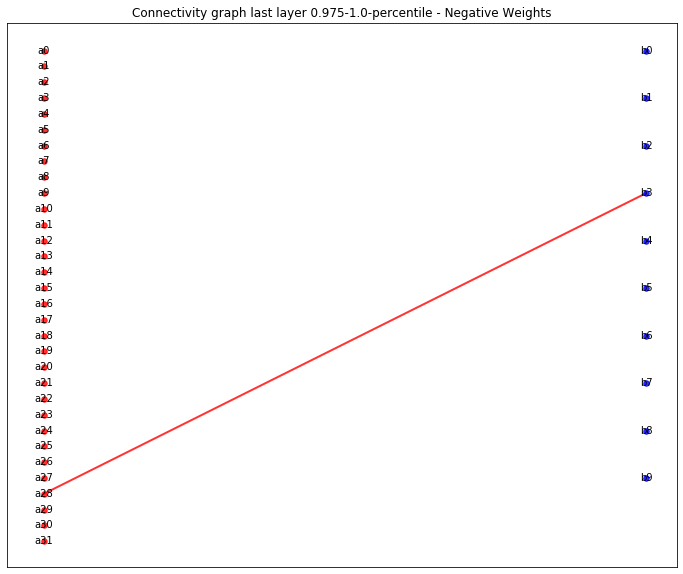 Connectivity graph last layer 0.975-1.0-percentile - Negative Weights
a0
a1
a2
a3
a4
a5
a6
a7
a8
a9
a10
a11
a12
a13
a14
a15
a16
a17
a18
a19
a20
a21
a22
a23
a24
a25
a26
a27
a28
a29
a30
a31
b0
b1
b2
b3
b4
b5
b6
b7
b8
b9